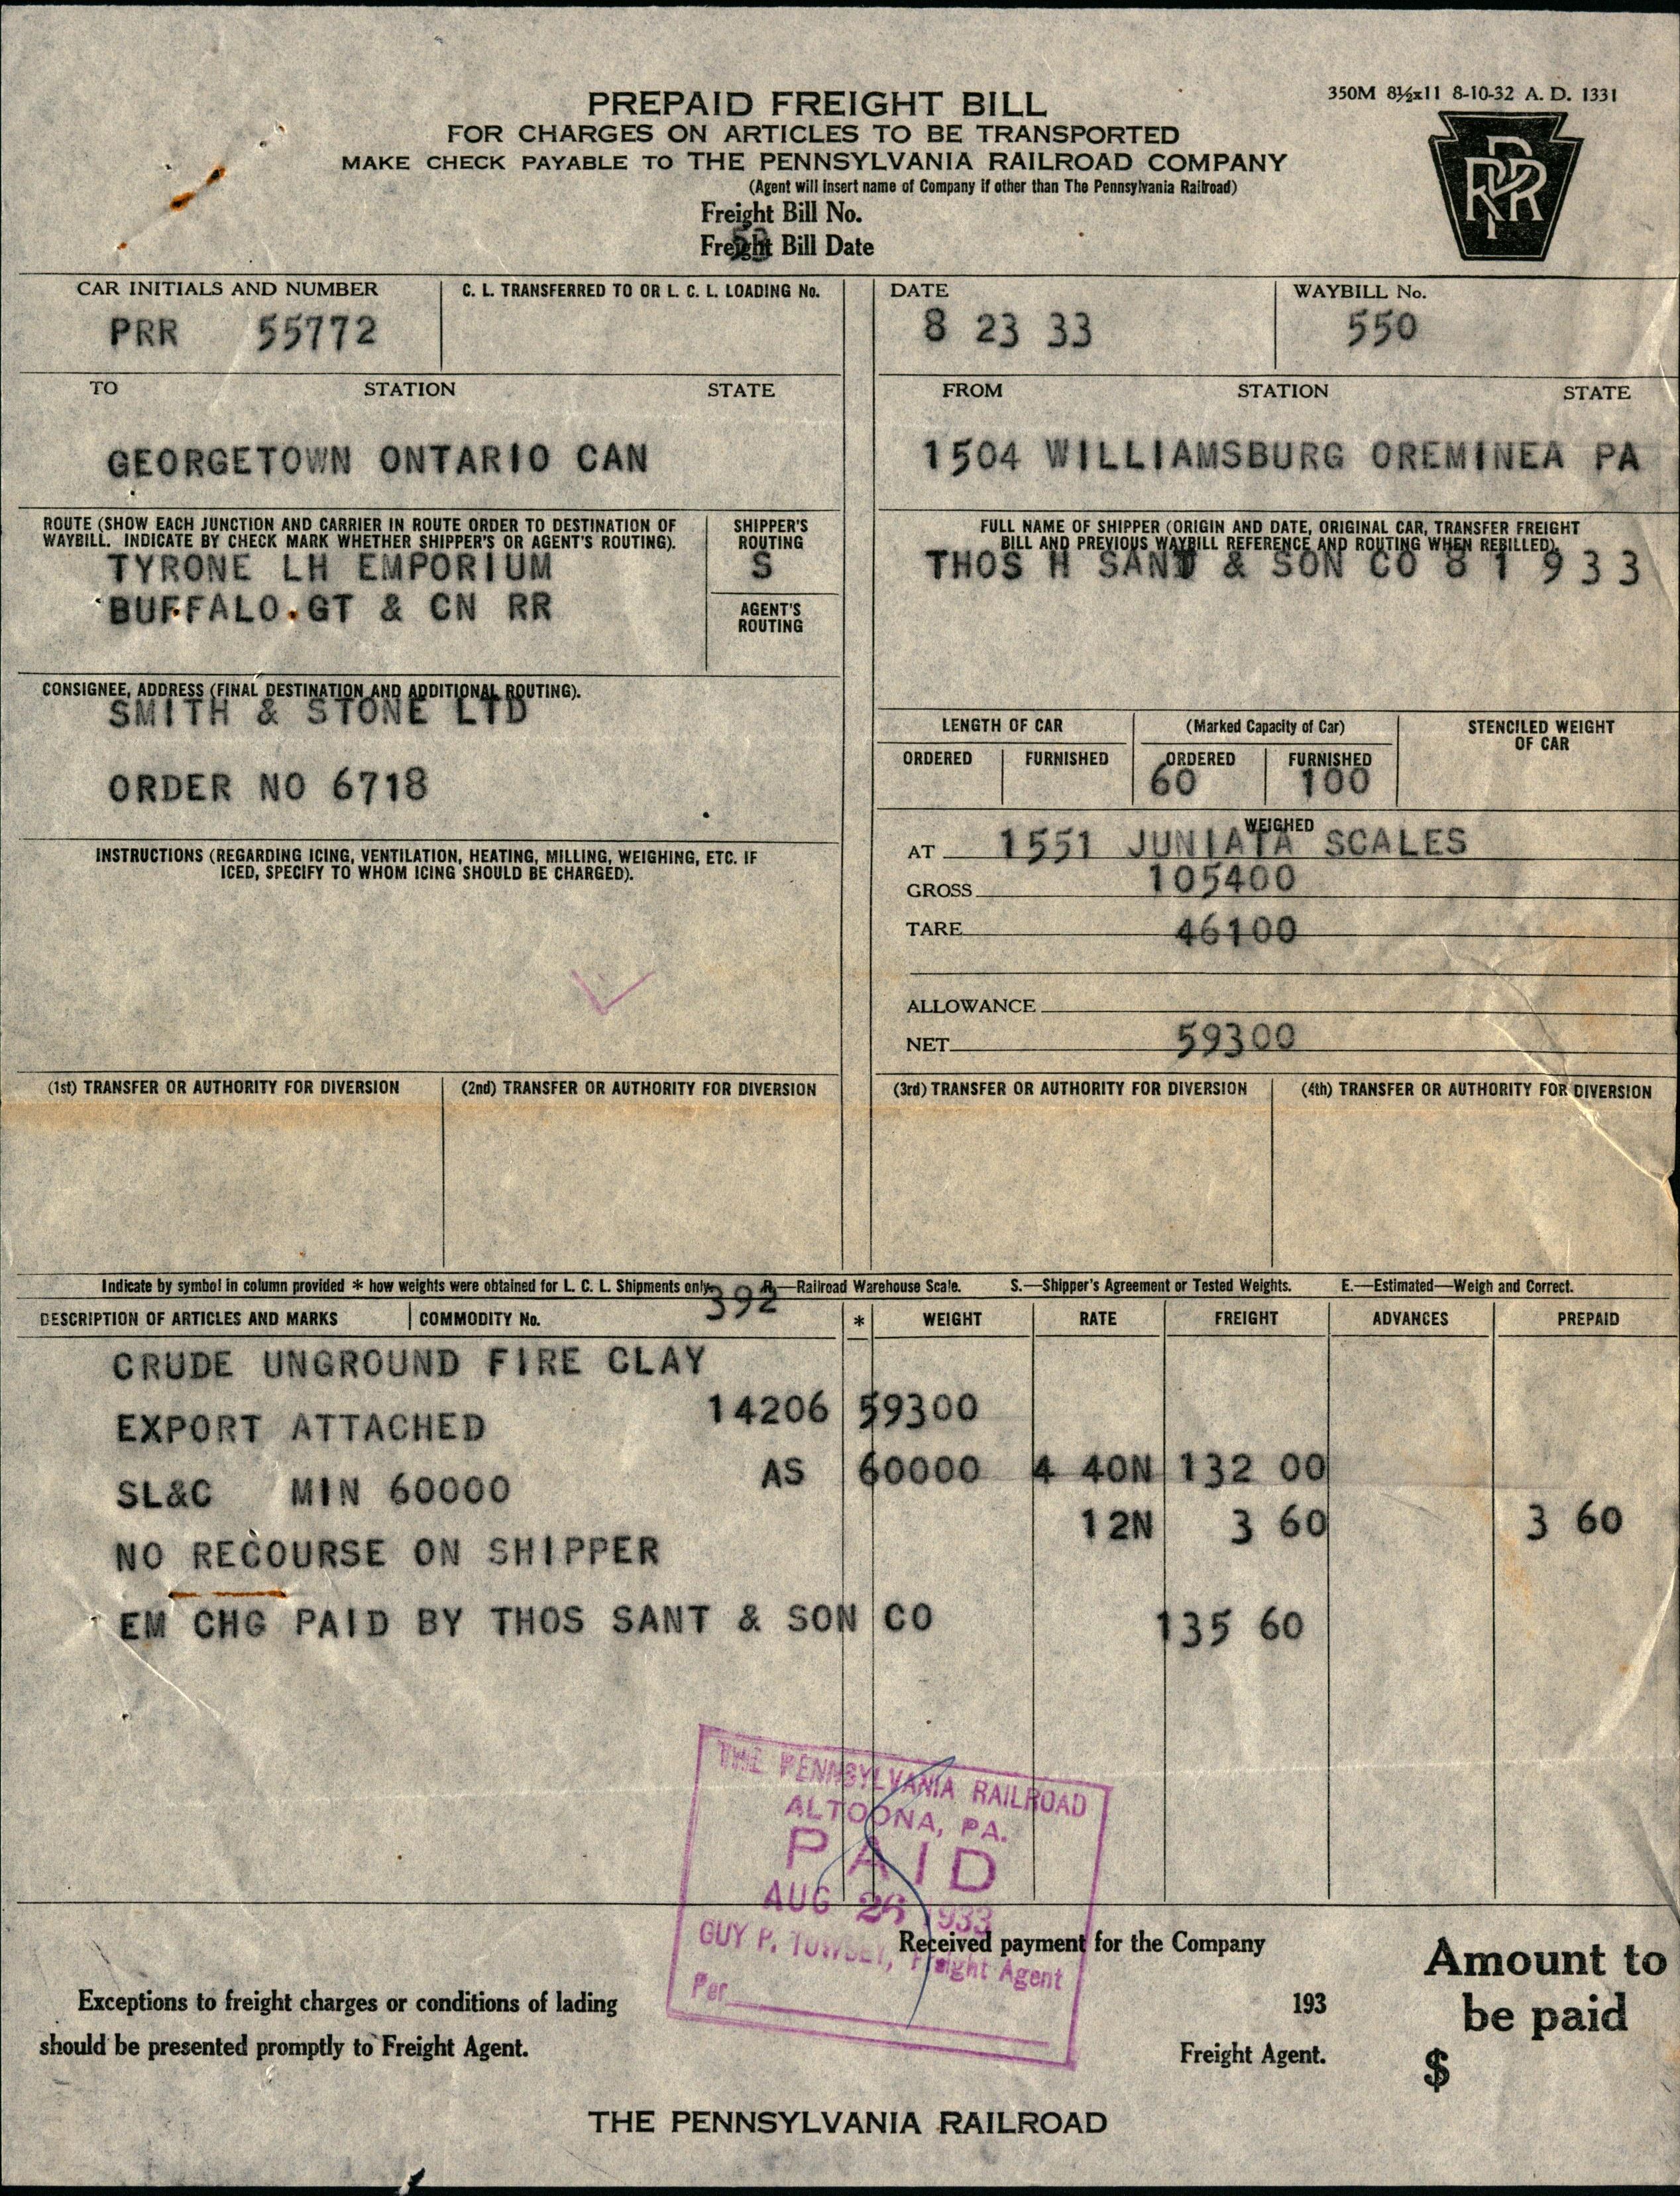 350M 8½x11 8-10-32 A. D. 1331
PREPAID FREIGHT BILL
FOR CHARGES ON ARTICLES TO BE TRANSPORTED
MAKE CHECK PAYABLE TO THE PENNSYLVANIA RAILROAD COMPANY
(Agent will insert name of Company if other than The Pennsylvania Railroad)
PRR
Freight Bill No.
Freight Bill Date
CAR INITIALS AND NUMBER
PRR 55772
C. L. TRANSFERRED TO OR L. C. L. LOADING No.
DATE
8 23 33
WAYBILL No.
550
TO STATION STATE
GEORGETOWN ONTARIO CAN
FROM STATION STATE
1504 WILLIAMSBURG OREMINEA PA
ROUTE (SHOW EACH JUNCTION AND CARRIER IN ROUTE ORDER TO DESTINATION OF
WAYBILL. INDICATE BY CHECK MARK WHETHER SHIPPER'S OR AGENT'S ROUTING).
TYRONE LH EMPORIUM
BUFFALO.GT & CN RR
SHIPPER'S
ROUTING
S
AGENT'S
ROUTING
FULL NAME OF SHIPPER (ORIGIN AND DATE, ORIGINAL CAR, TRANSFER FREIGHT
BILL AND PREVIOUS WAYBILL REFERENCE AND ROUTING WHEN REBILLED).
THOS H SANT & SON CO 8 1 9 3 3
CONSIGNEE, ADDRESS (FINAL DESTINATION AND ADDITIONAL ROUTING).
SMITH & STONE LTD
ORDER NO 6718
LENGTH OF CAR
ORDERED FURNISHED
(Marked Capacity of Car)
ORDERED FURNISHED
60 100
STENCILED WEIGHT
OF CAR
INSTRUCTIONS (REGARDING ICING, VENTILATION, HEATING, MILLING, WEIGHING, ETC. IF
ICED, SPECIFY TO WHOM ICING SHOULD BE CHARGED).
WEIGHED
AT 1551 JUNIATA SCALES
GROSS 105400
TARE 46100
ALLOWANCE
NET 59300
(1st) TRANSFER OR AUTHORITY FOR DIVERSION
(2nd) TRANSFER OR AUTHORITY FOR DIVERSION
(3rd) TRANSFER OR AUTHORITY FOR DIVERSION
(4th) TRANSFER OR AUTHORITY FOR DIVERSION
Indicate by symbol in column provided * how weights were obtained for L. C. L. Shipments only. R.—Railroad Warehouse Scale. S.—Shipper's Agreement or Tested Weights. E.—Estimated—Weigh and Correct.
392
DESCRIPTION OF ARTICLES AND MARKS COMMODITY No. * WEIGHT RATE FREIGHT ADVANCES PREPAID
CRUDE UNGROUND FIRE CLAY
EXPORT ATTACHED 14206 59300
SL&C MIN 60000 AS 60000 4 40N 132 00
12N 3 60 3 60
NO RECOURSE ON SHIPPER
EM CHG PAID BY THOS SANT & SON CO 135 60
THE PENNSYLVANIA RAILROAD
ALTOONA, PA.
PAID
AUG 26 1933
GUY P. Freight Agent
Per
Received payment for the Company
193
Freight Agent.
Exceptions to freight charges or conditions of lading
should be presented promptly to Freight Agent.
Amount to
be paid
$
THE PENNSYLVANIA RAILROAD